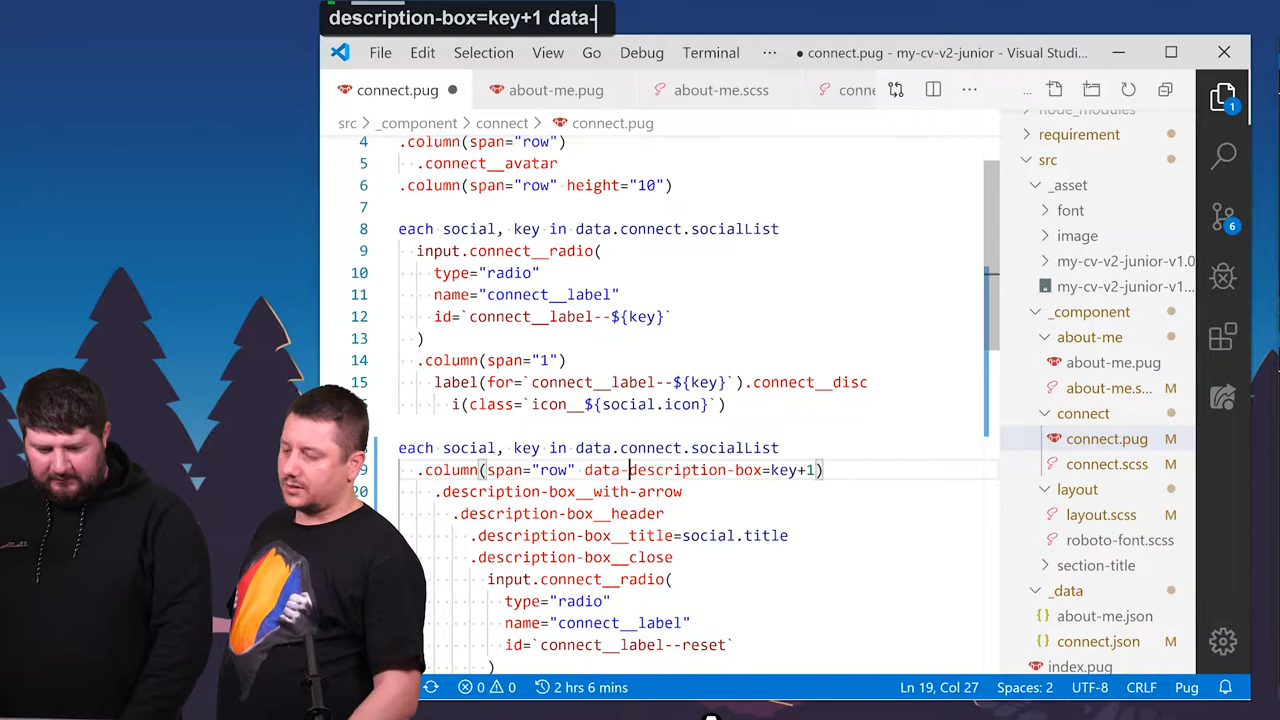 description-box=key+1 data-
File Edit Selection View Go Debug Terminal ··· ● connect.pug - my-cv-v2-junior - Visual Studi...
connect.pug ● about-me.pug about-me.scss conne ···
src › _component › connect › connect.pug
4 .column(span="row")
5 .connect__avatar
6 .column(span="row" height="10")
7
8 each social, key in data.connect.socialList
9 input.connect__radio(
10 type="radio"
11 name="connect__label"
12 id=`connect__label--${key}`
13 )
14 .column(span="1")
15 label(for=`connect__label--${key}`).connect__disc
i(class=`icon__${social.icon}`)
each social, key in data.connect.socialList
9 .column(span="row" data-description-box=key+1)
20 .description-box__with-arrow
.description-box__header
.description-box__title=social.title
.description-box__close
input.connect__radio(
type="radio"
name="connect__label"
id=`connect__label--reset`
)
...
node_modules
requirement
src
_asset
font
image
my-cv-v2-junior-v1.0
my-cv-v2-junior-v1...
_component
about-me
about-me.pug
about-me.s... M
connect
connect.pug M
connect.scss M
layout
layout.scss M
roboto-font.scss
section-title
_data
about-me.json
connect.json M
index.pug
1
6
0 0 2 hrs 6 mins Ln 19, Col 27 Spaces: 2 UTF-8 CRLF Pug